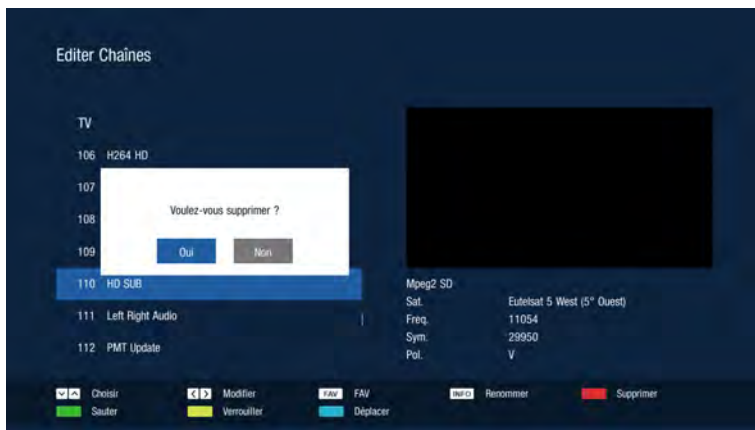 Editer Chaînes
TV
106 H264 HD
107
108
109
Voulez-vous supprimer ?
Oui Non
110 HD SUB
111 Left Right Audio
112 PMT Update
Mpeg2 SD
Sat. Eutelsat 5 West (5° Ouest)
Freq. 11054
Sym. 29950
Pol. V
Choisir Modifier FAV FAV INFO Renommer Supprimer
Sauter Verrouiller Déplacer